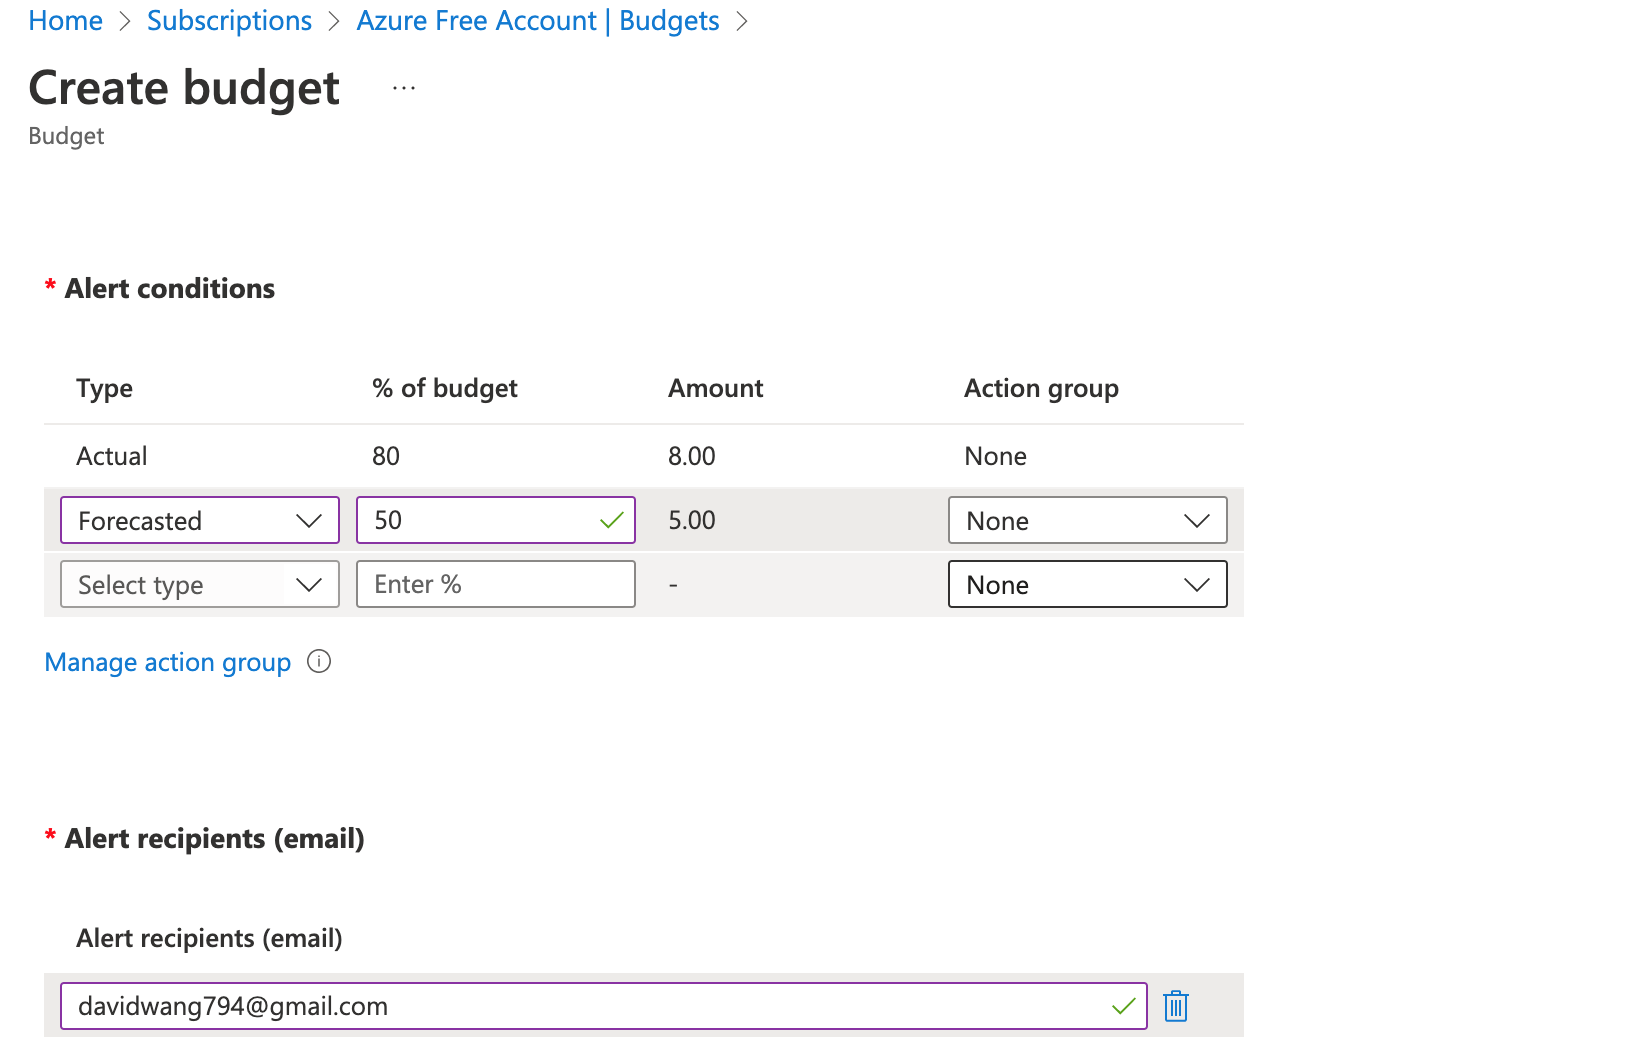 Home > Subscriptions > Azure Free Account | Budgets >
Create budget ...
Budget
* Alert conditions
Type % of budget Amount Action group
Actual 80 8.00 None
Forecasted 50 5.00 None
Select type Enter % - None
Manage action group
* Alert recipients (email)
Alert recipients (email)
davidwang794@gmail.com